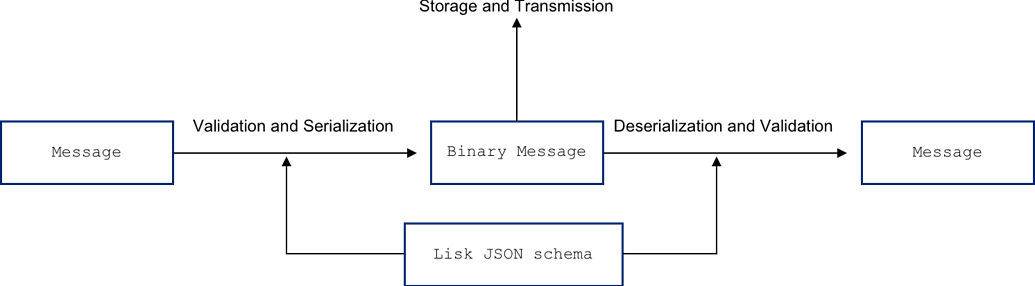 Storage and Transmission
Validation and Serialization
Deserialization and Validation
Message
Binary Message
Message
Lisk JSON schema